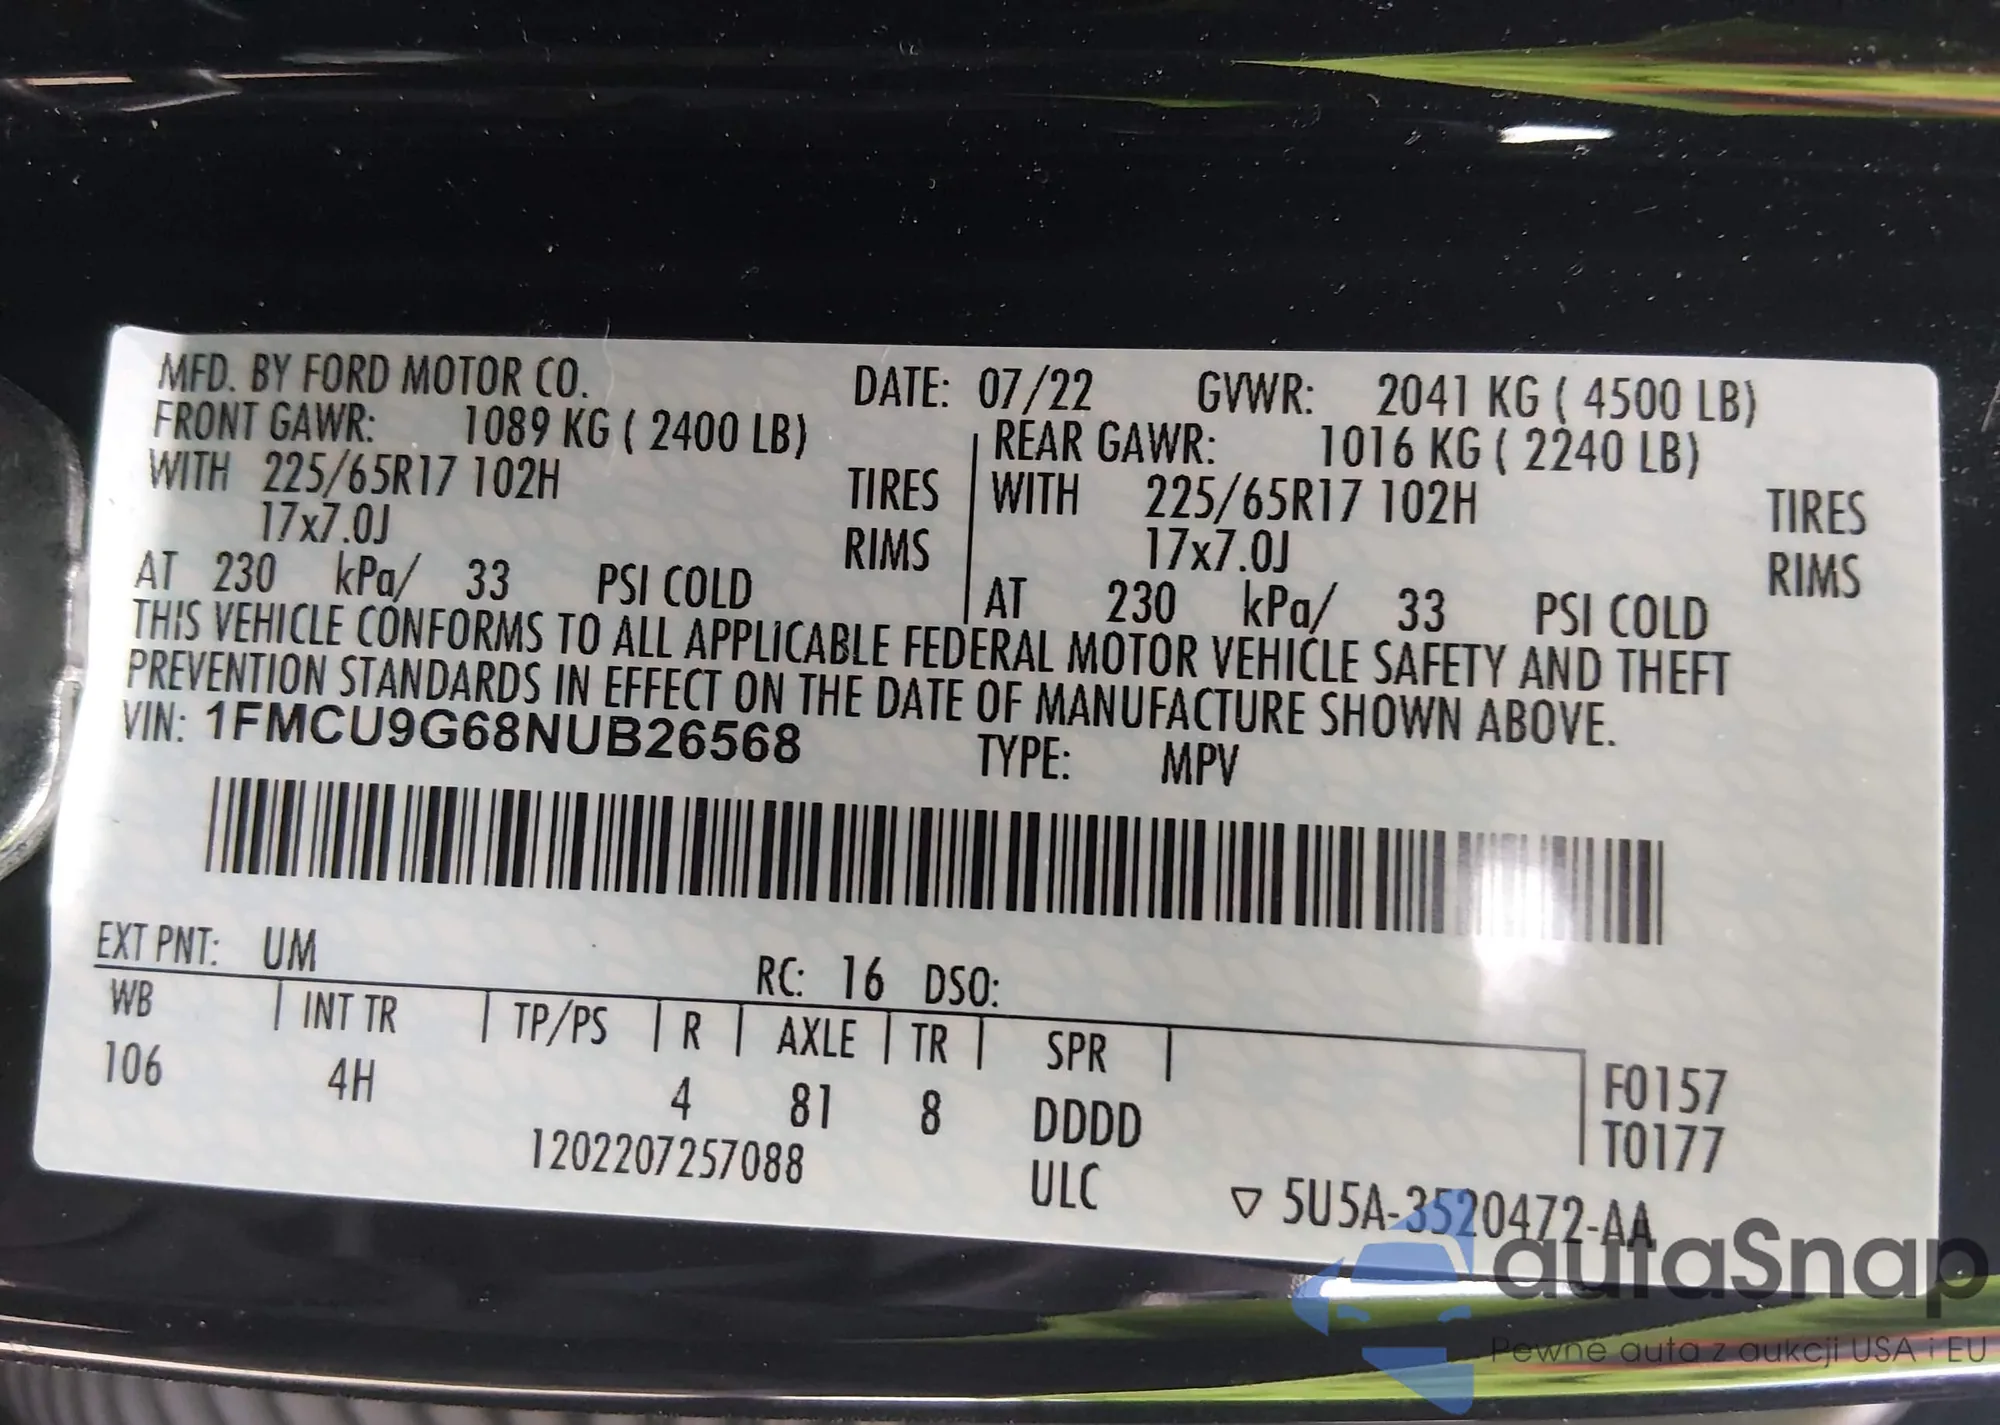 MFD. BY FORD MOTOR CO. DATE: 07/22 GVWR: 2041 KG ( 4500 LB)
FRONT GAWR: 1089 KG ( 2400 LB) REAR GAWR: 1016 KG ( 2240 LB)
WITH 225/65R17 102H TIRES WITH 225/65R17 102H TIRES
17x7.0J RIMS 17x7.0J RIMS
AT 230 kPa/ 33 PSI COLD AT 230 kPa/ 33 PSI COLD
THIS VEHICLE CONFORMS TO ALL APPLICABLE FEDERAL MOTOR VEHICLE SAFETY AND THEFT
PREVENTION STANDARDS IN EFFECT ON THE DATE OF MANUFACTURE SHOWN ABOVE.
VIN: 1FMCU9G68NUB26568 TYPE: MPV
EXT PNT: UM RC: 16 DSO:
WB INT TR TP/PS R AXLE TR SPR
106 4H 4 81 8 DDDD F0157
1202207257088 ULC T0177
▽ 5U5A-3520472-AA
autaSnap
Pewne auta z aukcji USA i EU